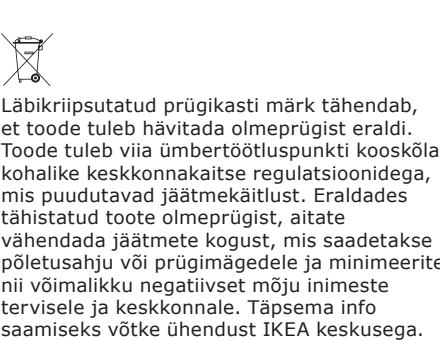 Läbikriipsutatud prügikasti märk tähendab,
et toode tuleb hävitada olmeprügist eraldi.
Toode tuleb viia ümbertöötluspunkti kooskõla
kohalike keskkonnakaitse regulatsioonidega,
mis puudutavad jäätmekäitlust. Eraldades
tähistatud toote olmeprügist, aitate
vähendada jäätmete kogust, mis saadetakse
põletusahju või prügimägedele ja minimeerite
nii võimalikku negatiivset mõju inimeste
tervisele ja keskkonnale. Täpsema info
saamiseks võtke ühendust IKEA keskusega.